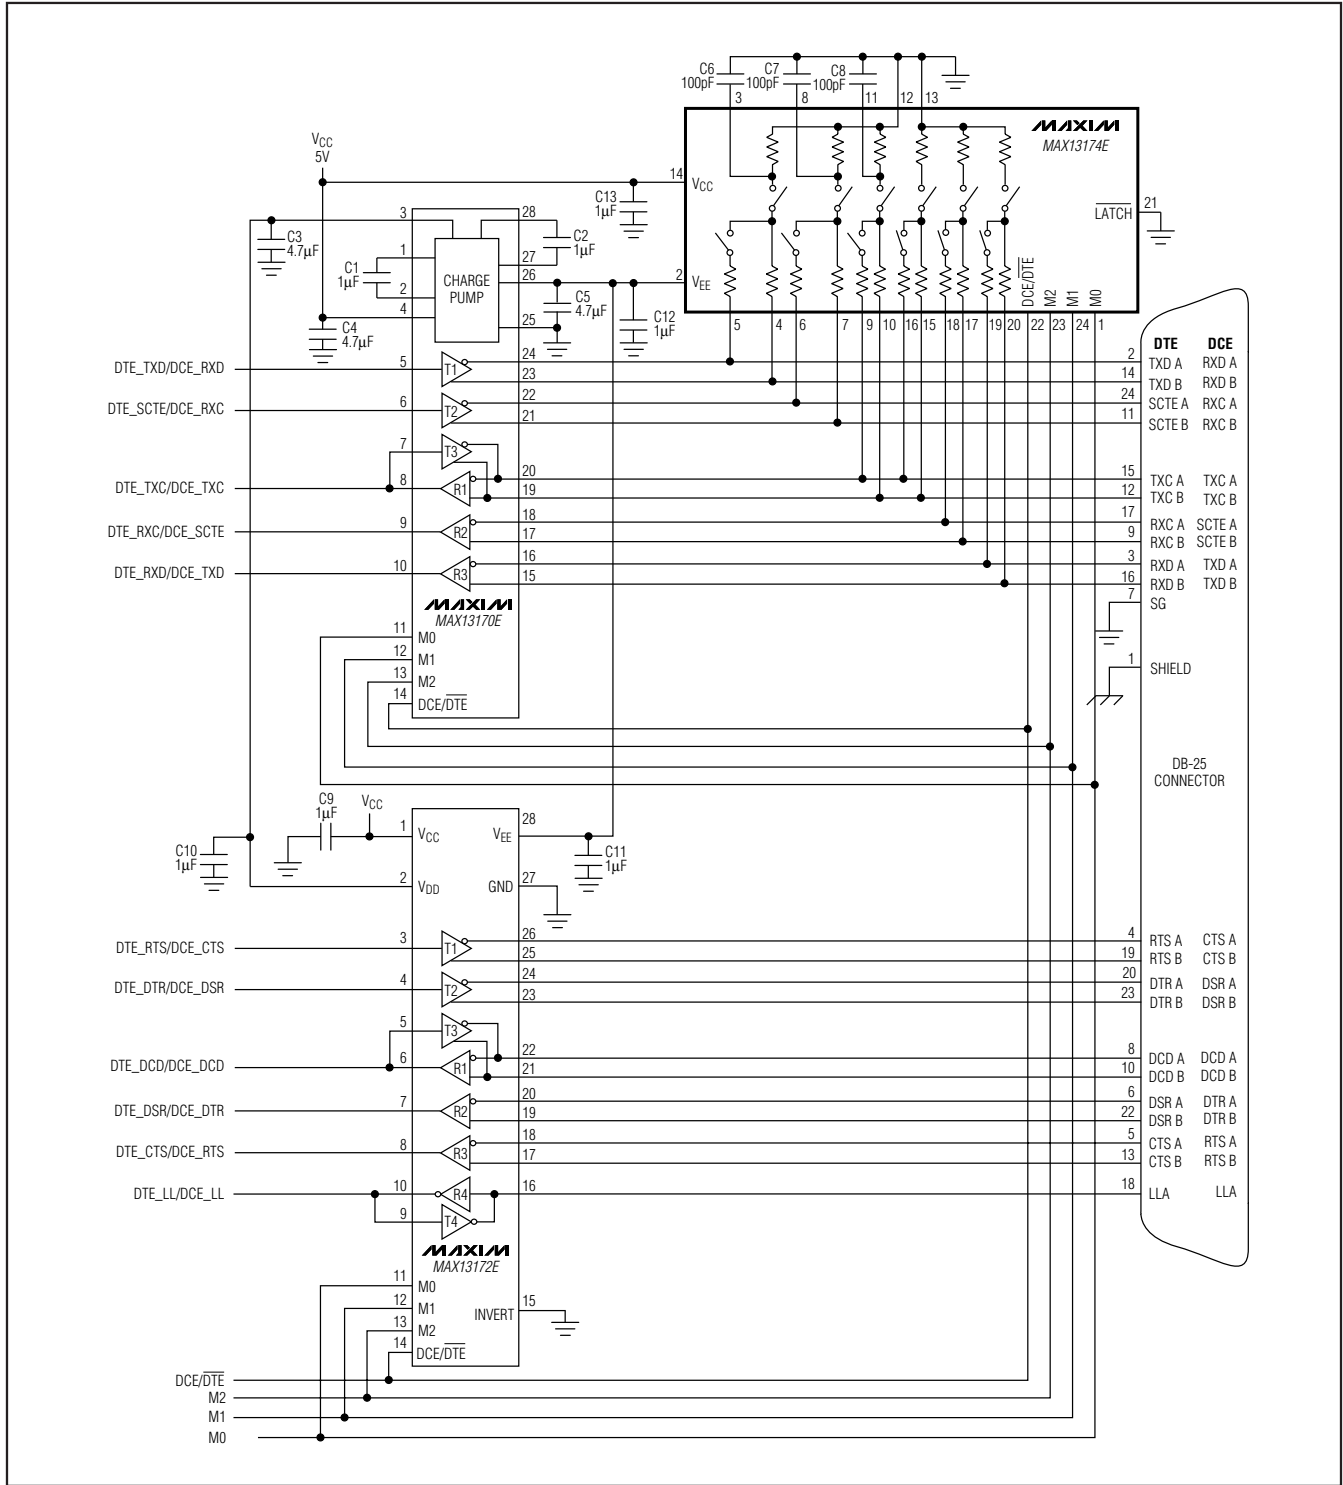 C6
100pF
C7
100pF
C8
100pF
3
8
11
12
13
MAXIM
MAX13174E
VCC
5V
14
VCC
C13
1µF
21
LATCH
3
28
C3
4.7µF
C2
1µF
1
27
C1
1µF
CHARGE
PUMP
26
2
VEE
2
C5
4.7µF
C12
1µF
4
25
C4
4.7µF
DCE/DTE
M2
M1
M0
5
4
6
7
9
10
16
15
18
17
19
20
22
23
24
1
DTE
DCE
DTE_TXD/DCE_RXD
5
T1
24
2
TXD A
RXD A
23
14
TXD B
RXD B
DTE_SCTE/DCE_RXC
6
T2
22
24
SCTE A
RXC A
21
11
SCTE B
RXC B
7
T3
DTE_TXC/DCE_TXC
8
R1
20
15
TXC A
TXC A
19
12
TXC B
TXC B
DTE_RXC/DCE_SCTE
9
R2
18
17
RXC A
SCTE A
17
9
RXC B
SCTE B
DTE_RXD/DCE_TXD
10
R3
16
3
RXD A
TXD A
15
16
RXD B
TXD B
7
SG
MAXIM
MAX13170E
11
M0
12
M1
13
M2
14
DCE/DTE
1
SHIELD
DB-25
CONNECTOR
C9
1µF
VCC
1
VCC
VEE
28
C10
1µF
C11
1µF
2
VDD
GND
27
DTE_RTS/DCE_CTS
3
T1
26
4
RTS A
CTS A
25
19
RTS B
CTS B
DTE_DTR/DCE_DSR
4
T2
24
20
DTR A
DSR A
23
23
DTR B
DSR B
5
T3
DTE_DCD/DCE_DCD
6
R1
22
8
DCD A
DCD A
21
10
DCD B
DCD B
DTE_DSR/DCE_DTR
7
R2
20
6
DSR A
DTR A
19
22
DSR B
DTR B
DTE_CTS/DCE_RTS
8
R3
18
5
CTS A
RTS A
17
13
CTS B
RTS B
DTE_LL/DCE_LL
10
R4
16
18
LLA
LLA
9
T4
MAXIM
MAX13172E
11
M0
12
M1
INVERT
15
13
M2
14
DCE/DTE
DCE/DTE
M2
M1
M0